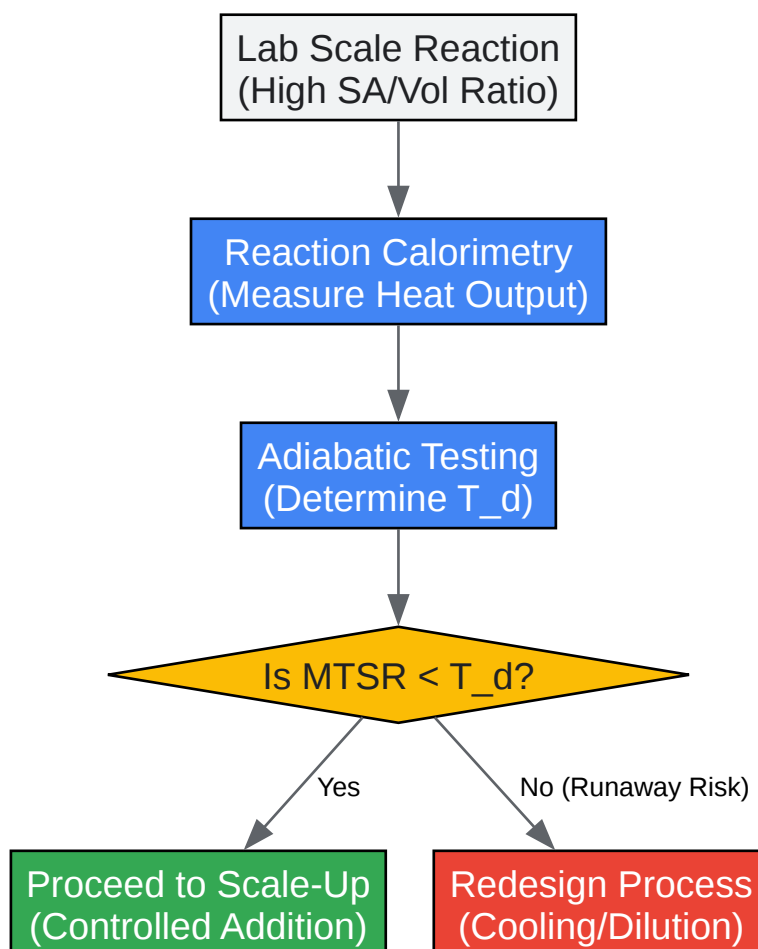 Lab Scale Reaction
(High SA/Vol Ratio)
Reaction Calorimetry
(Measure Heat Output)
Adiabatic Testing
(Determine T_d)
Is MTSR < T_d?
Yes
No (Runaway Risk)
Proceed to Scale-Up
(Controlled Addition)
Redesign Process
(Cooling/Dilution)